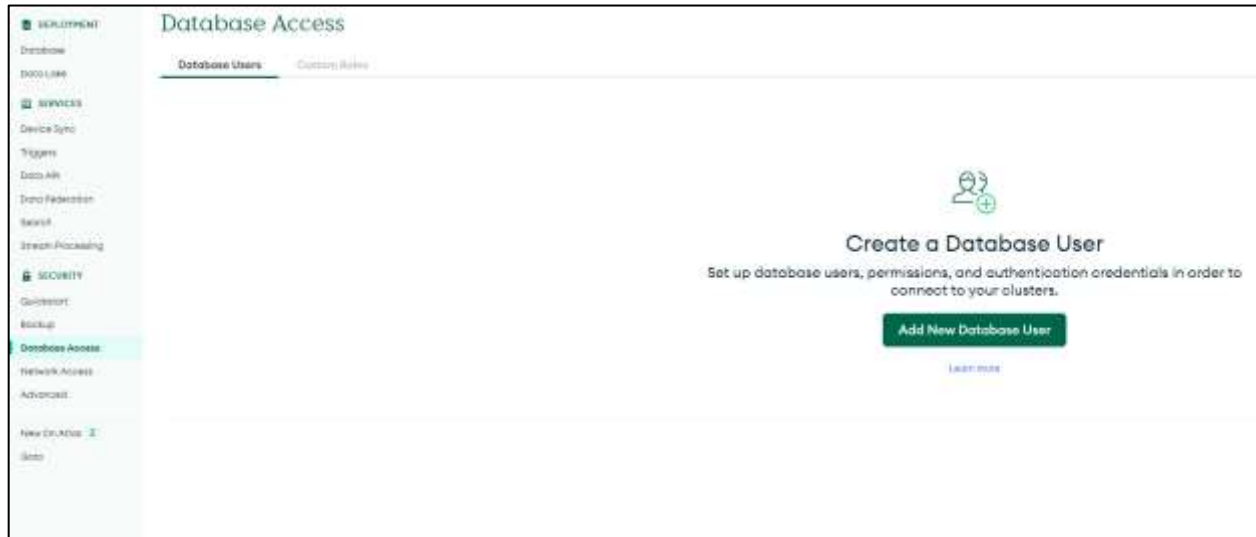 DEPLOYMENT
Database
Data Lake
SERVICES
Device Sync
Triggers
Data API
Data Federation
Search
Stream Processing
SECURITY
Quickstart
Backup
Database Access
Network Access
Advanced
New On Atlas
Goto
Database Access
Database Users Custom Roles
Create a Database User
Set up database users, permissions, and authentication credentials in order to
connect to your clusters.
Add New Database User
Learn more